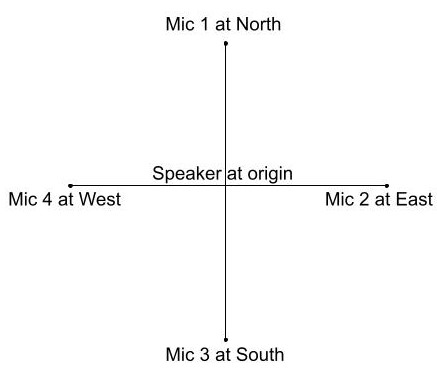 Mic 1 at North
Speaker at origin
Mic 4 at West
Mic 2 at East
Mic 3 at South